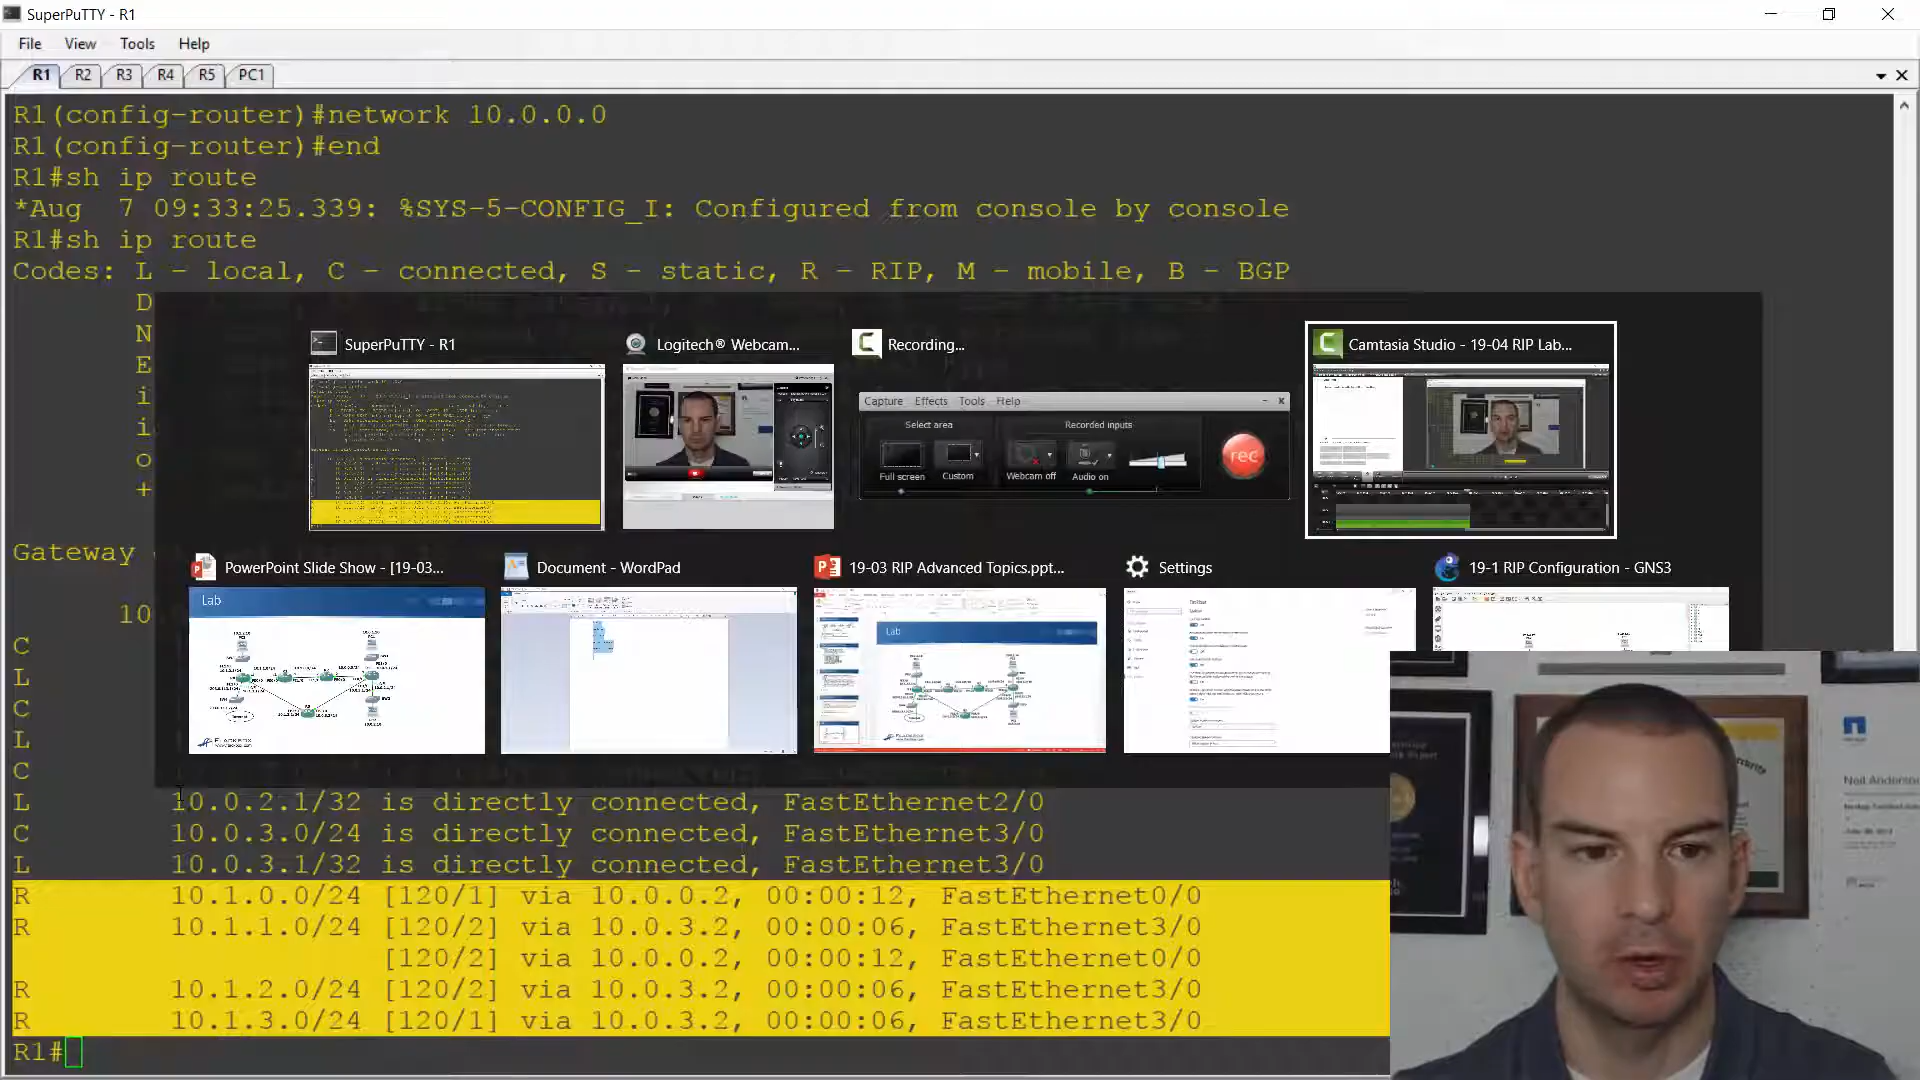 SuperPuTTY - R1
File View Tools Help
R1 R2 R3 R4 R5 PC1
R1(config-router)#network 10.0.0.0
R1(config-router)#end
R1#sh ip route
*Aug  7 09:33:25.339: %SYS-5-CONFIG_I: Configured from console by console
R1#sh ip route
Codes: L - local, C - connected, S - static, R - RIP, M - mobile, B - BGP
D
N
E
i
i
o
+
SuperPuTTY - R1
Logitech® Webcam...
Recording...
Camtasia Studio - 19-04 RIP Lab...
Capture Effects Tools Help
Select area Recorded inputs
rec
Full screen Custom Webcam off Audio on
Gateway
PowerPoint Slide Show - [19-03...
Document - WordPad
19-03 RIP Advanced Topics.ppt...
Settings
19-1 RIP Configuration - GNS3
Lab
Lab
10
C
L
C
L
C
L 10.0.2.1/32 is directly connected, FastEthernet2/0
C 10.0.3.0/24 is directly connected, FastEthernet3/0
L 10.0.3.1/32 is directly connected, FastEthernet3/0
R 10.1.0.0/24 [120/1] via 10.0.0.2, 00:00:12, FastEthernet0/0
R 10.1.1.0/24 [120/2] via 10.0.3.2, 00:00:06, FastEthernet3/0
[120/2] via 10.0.0.2, 00:00:12, FastEthernet0/0
R 10.1.2.0/24 [120/2] via 10.0.3.2, 00:00:06, FastEthernet3/0
R 10.1.3.0/24 [120/1] via 10.0.3.2, 00:00:06, FastEthernet3/0
R1#